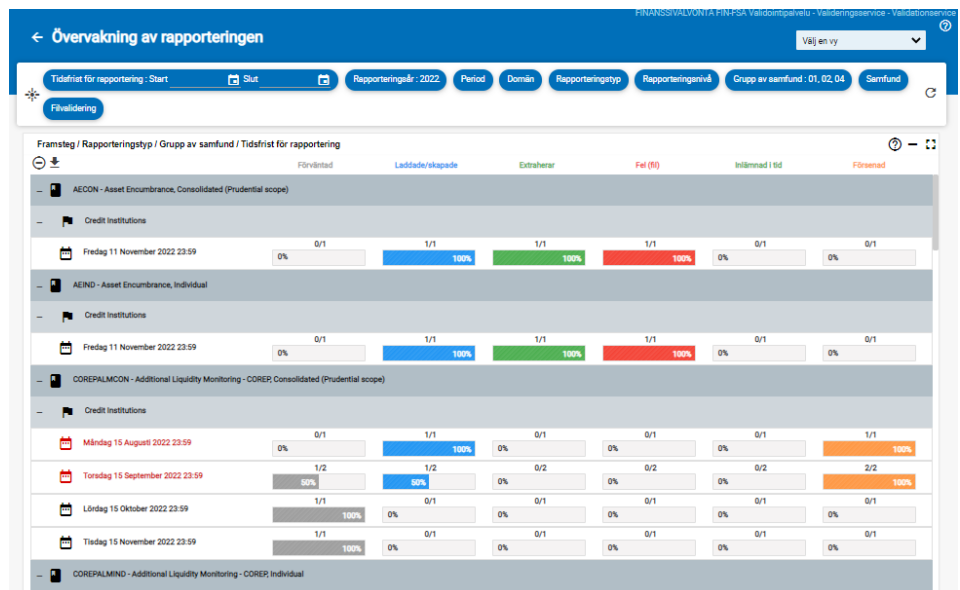 FINANSSIVALVONTA FIN-FSA Validointipalvelu - Valideringsservice - Validationservice
Övervakning av rapporteringen
Välj en vy
Tidsfrist för rapportering : Start Slut Rapporteringsår : 2022 Period Domän Rapporteringstyp Rapporteringsnivå Grupp av samfund : 01, 02, 04 Samfund
Filvalidering
Framsteg / Rapporteringstyp / Grupp av samfund / Tidsfrist för rapportering
Förväntad Laddade/skapade Extraherar Fel (fil) Inlämnad i tid Försenad
AECON - Asset Encumbrance, Consolidated (Prudential scope)
Credit Institutions
0/1 1/1 1/1 1/1 0/1 0/1
Fredag 11 November 2022 23:59
0% 100% 100% 100% 0% 0%
AEIND - Asset Encumbrance, Individual
Credit Institutions
0/1 1/1 1/1 1/1 0/1 0/1
Fredag 11 November 2022 23:59
0% 100% 100% 100% 0% 0%
COREPALMCON - Additional Liquidity Monitoring - COREP, Consolidated (Prudential scope)
Credit Institutions
0/1 1/1 0/1 0/1 0/1 1/1
Måndag 15 Augusti 2022 23:59
0% 100% 0% 0% 0% 100%
1/2 1/2 0/2 0/2 0/2 2/2
Torsdag 15 September 2022 23:59
50% 50% 0% 0% 0% 100%
1/1 0/1 0/1 0/1 0/1 0/1
Lördag 15 Oktober 2022 23:59
100% 0% 0% 0% 0% 0%
1/1 0/1 0/1 0/1 0/1 0/1
Tisdag 15 November 2022 23:59
100% 0% 0% 0% 0% 0%
COREPALMIND - Additional Liquidity Monitoring - COREP, Individual